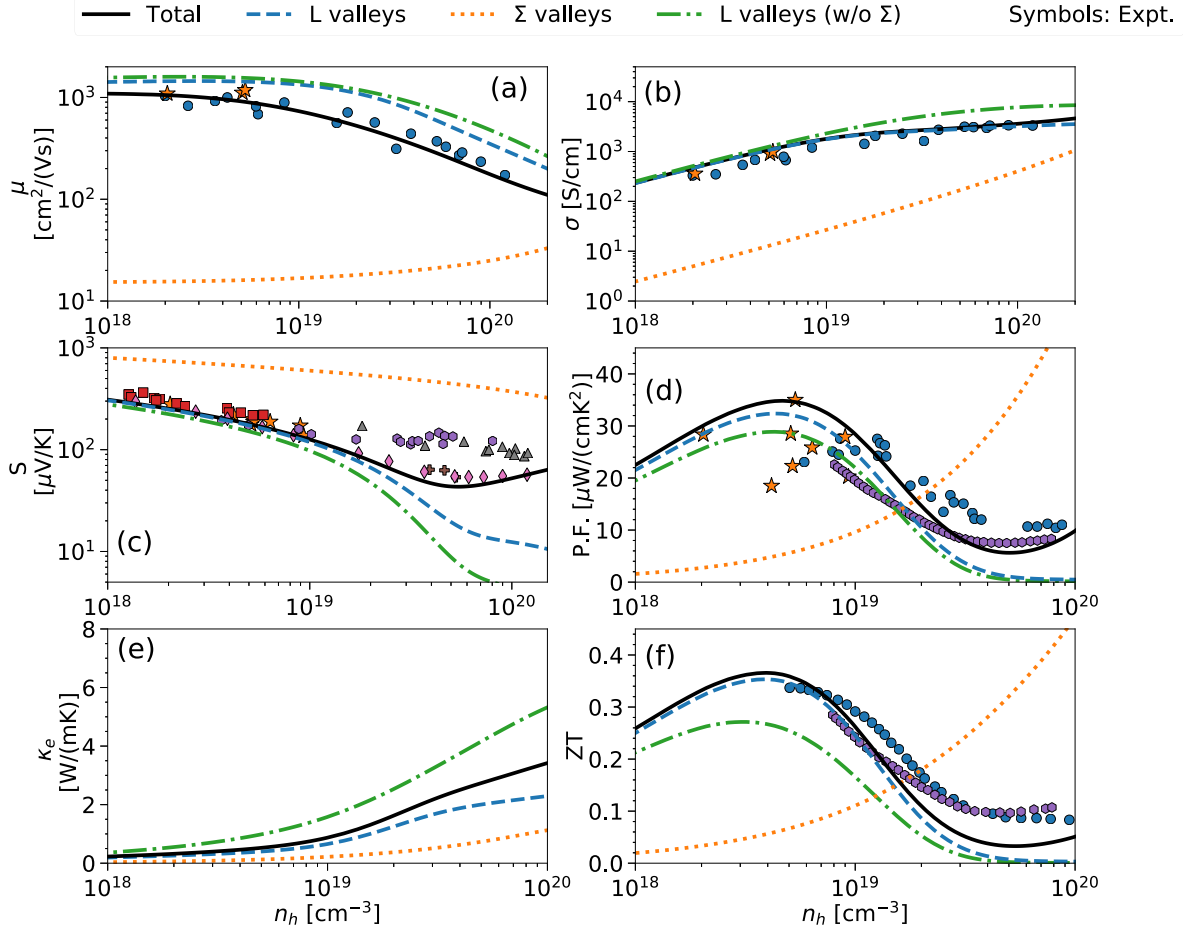 Total L valleys Σ valleys L valleys (w/o Σ) Symbols: Expt.
(a)
μ
[cm²/(Vs)]
10³
10²
10¹
10¹⁸ 10¹⁹ 10²⁰
(b)
σ [S/cm]
10⁴
10³
10²
10¹
10⁰
10¹⁸ 10¹⁹ 10²⁰
(c)
S
[μV/K]
10³
10²
10¹
10¹⁸ 10¹⁹ 10²⁰
(d)
P.F. [μW/(cmK²)]
40
30
20
10
0
10¹⁸ 10¹⁹ 10²⁰
(e)
κₑ
[W/(mK)]
8
6
4
2
0
10¹⁸ 10¹⁹ 10²⁰
nₕ [cm⁻³]
(f)
ZT
0.4
0.3
0.2
0.1
0.0
10¹⁸ 10¹⁹ 10²⁰
nₕ [cm⁻³]